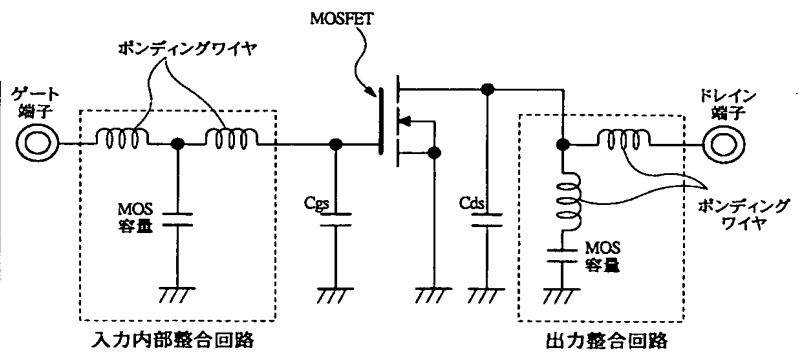 MOSFET
ボンディングワイヤ
ゲート
端子
ドレイン
端子
MOS
容量
Cgs
Cds
MOS
容量
ボンディング
ワイヤ
入力内部整合回路
出力整合回路